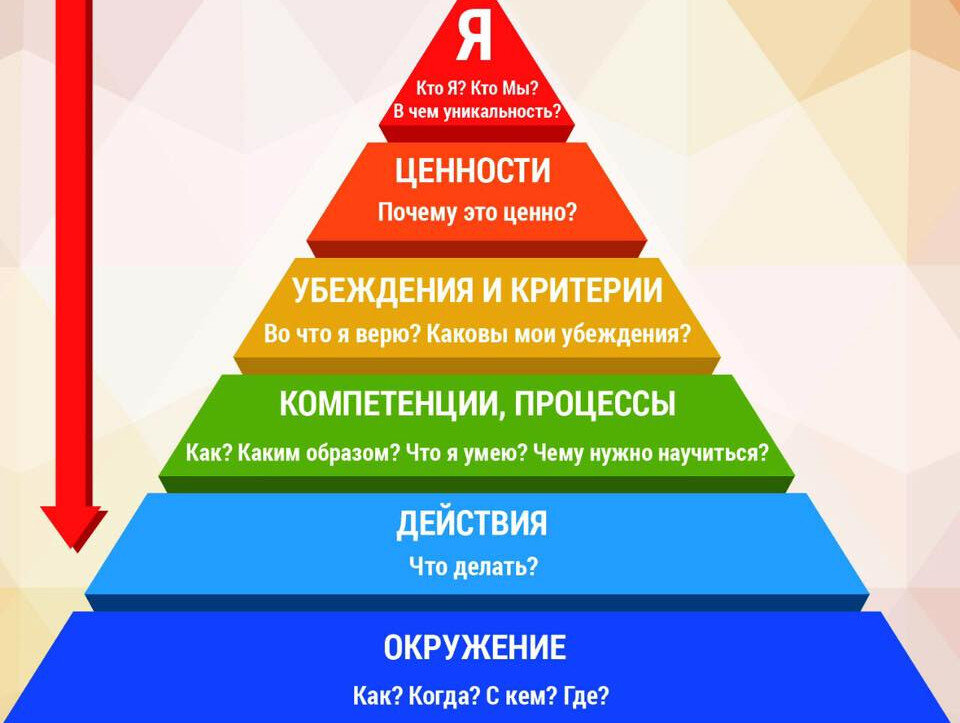 Я
Кто Я? Кто Мы?
В чем уникальность?
ЦЕННОСТИ
Почему это ценно?
УБЕЖДЕНИЯ И КРИТЕРИИ
Во что я верю? Каковы мои убеждения?
КОМПЕТЕНЦИИ, ПРОЦЕССЫ
Как? Каким образом? Что я умею? Чему нужно научиться?
ДЕЙСТВИЯ
Что делать?
ОКРУЖЕНИЕ
Как? Когда? С кем? Где?